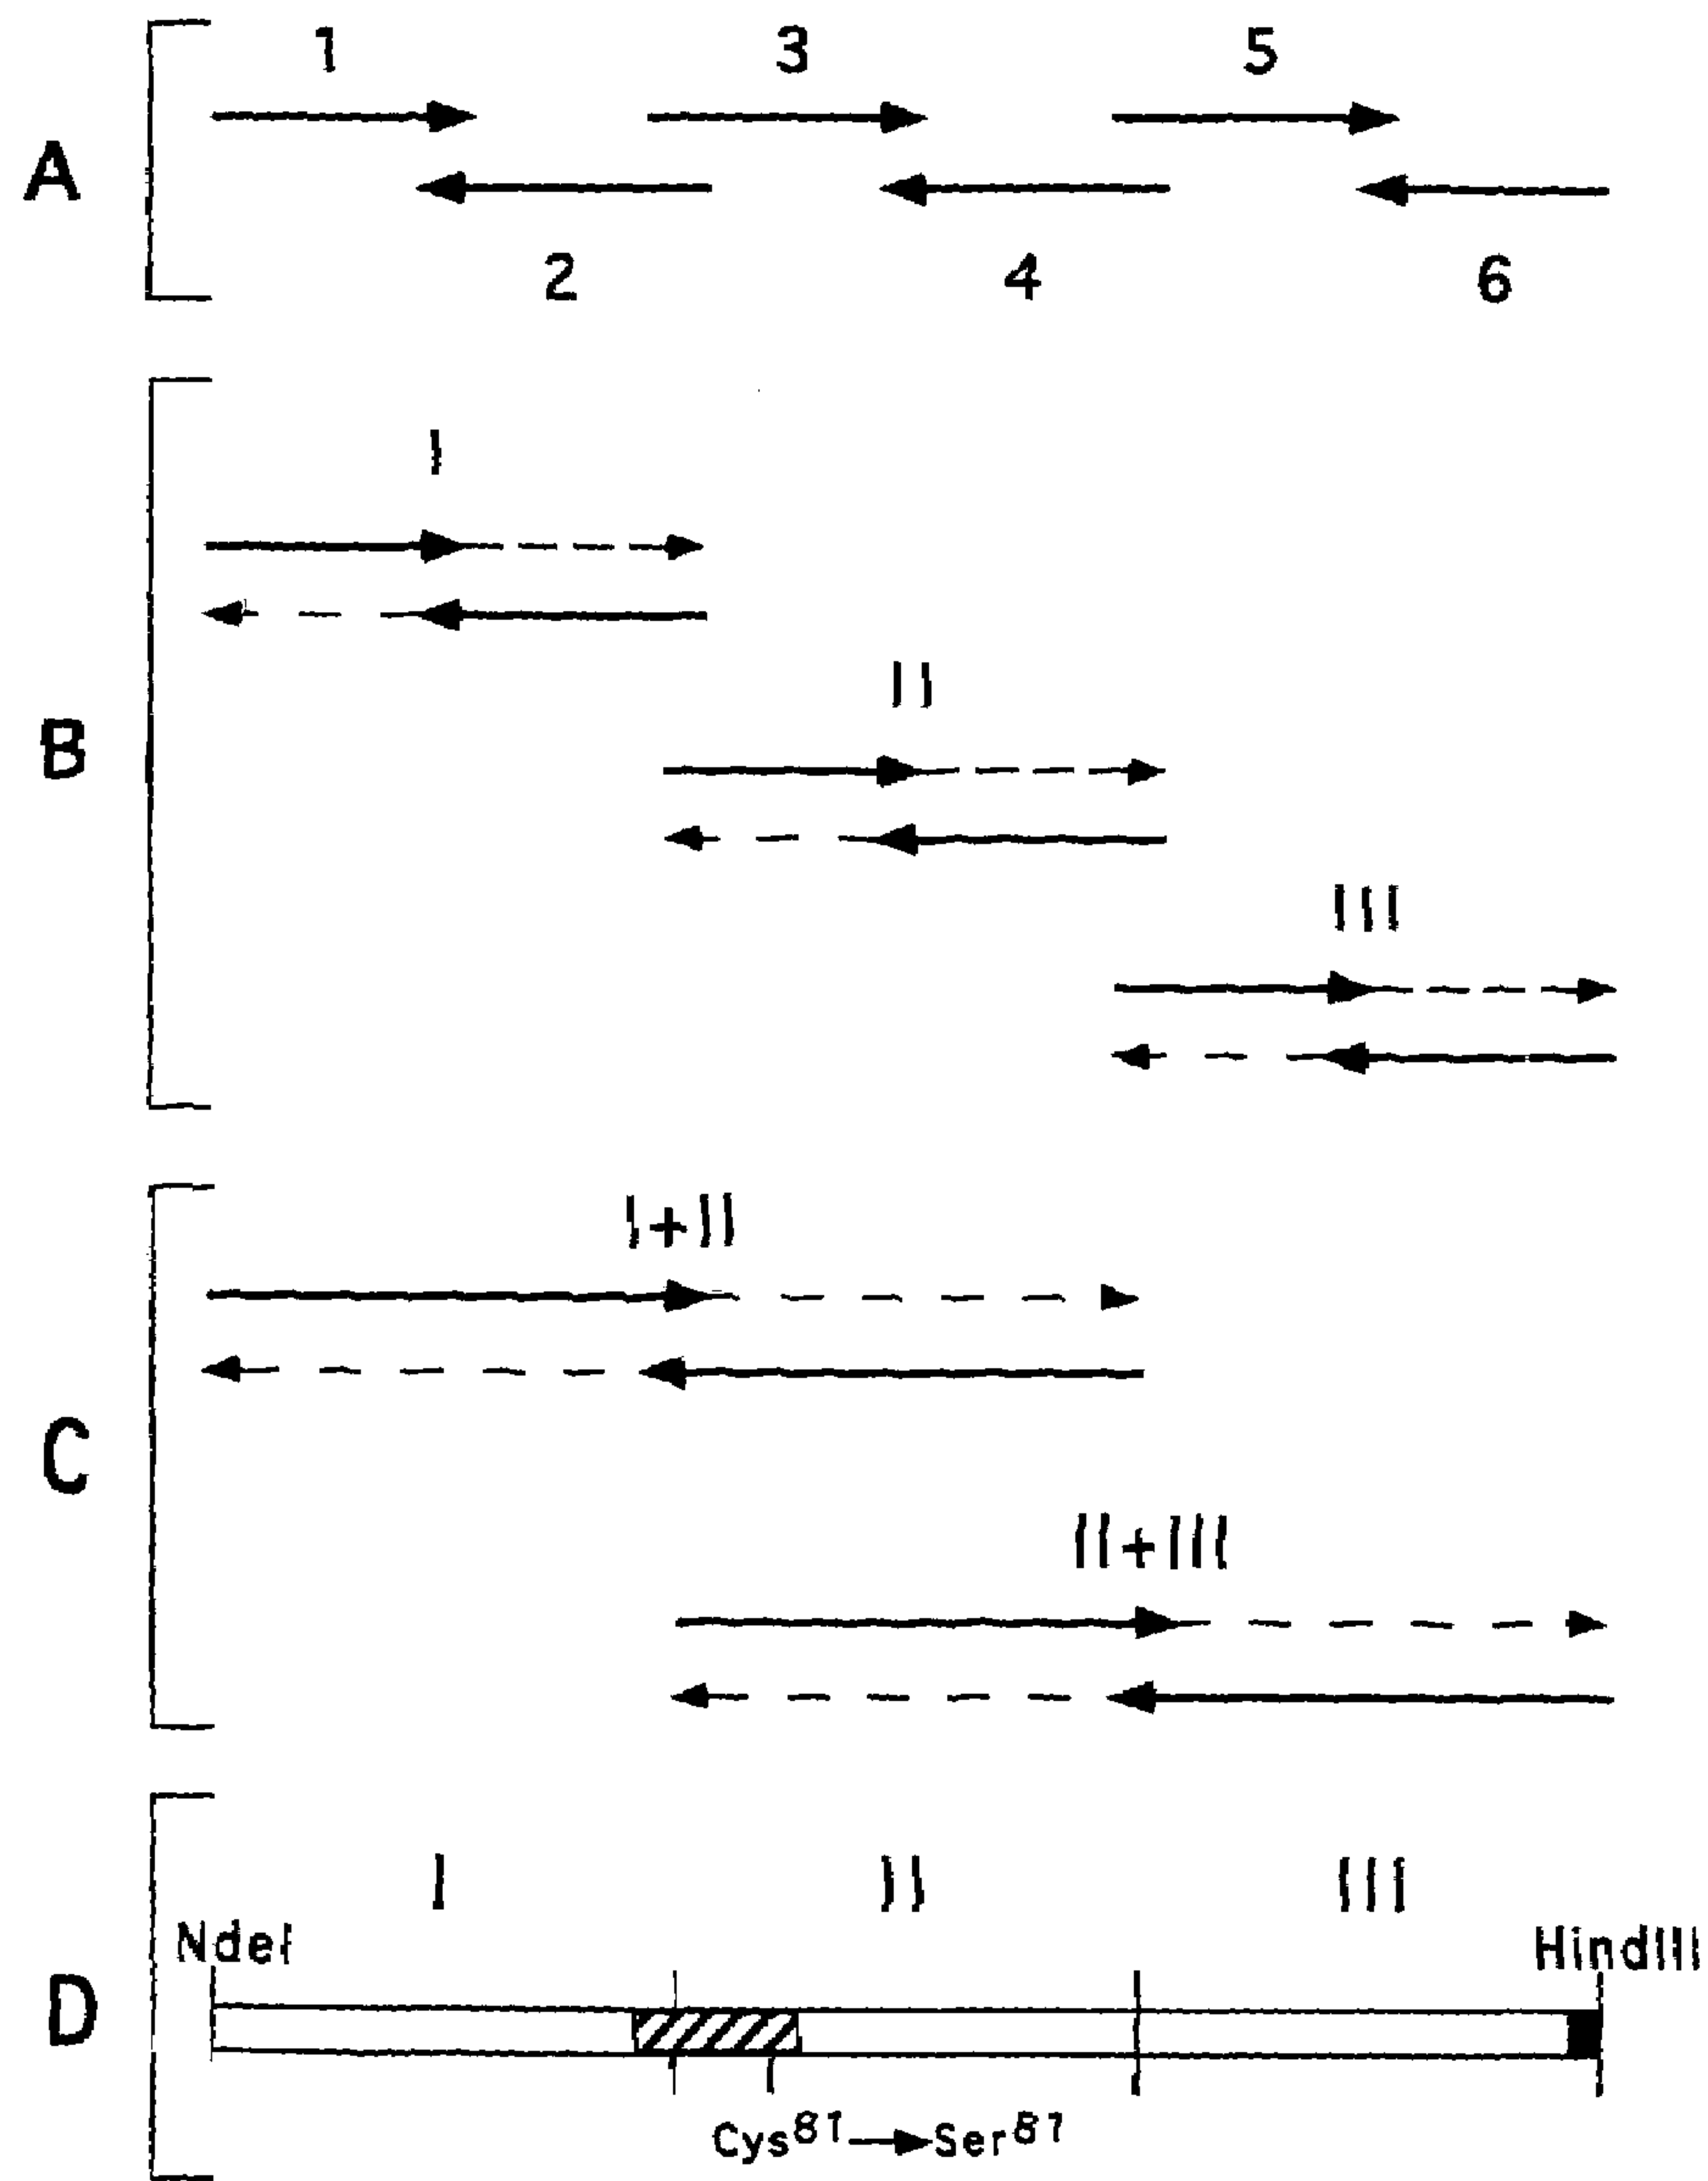 A
1 3 5
2 4 6
B
I
II
III
C
I+II
II+III
D
I II III
NdeI HindIII
Cys81→Ser81